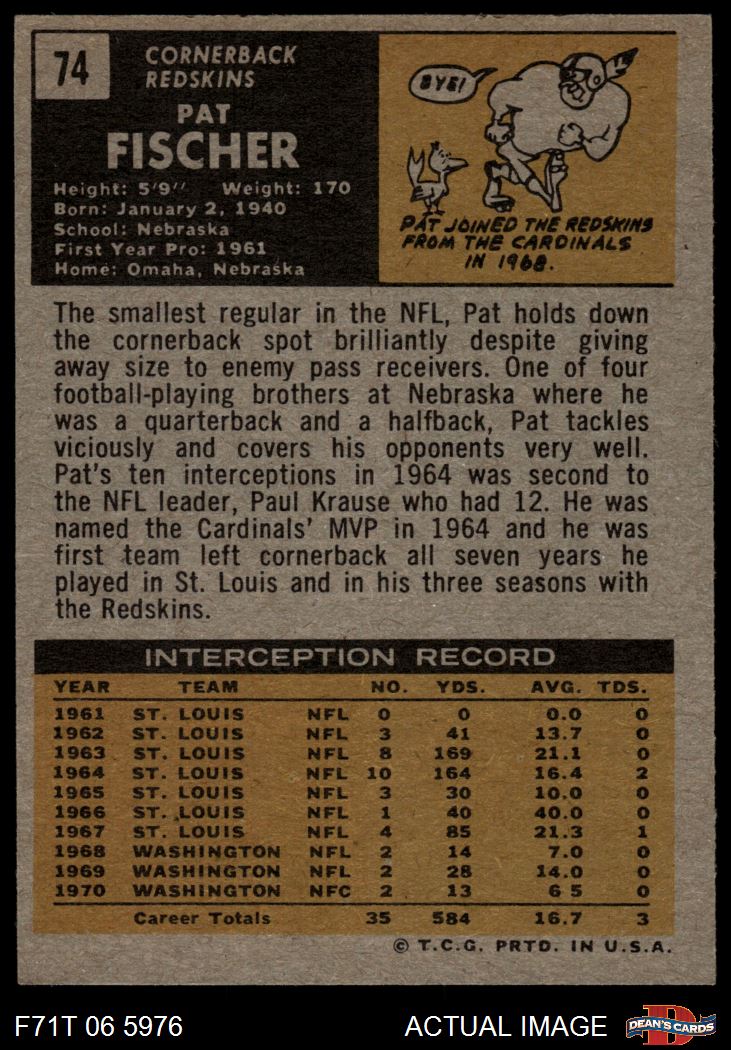 74
CORNERBACK
REDSKINS
PAT
FISCHER
Height: 5'9" Weight: 170
Born: January 2, 1940
School: Nebraska
First Year Pro: 1961
Home: Omaha, Nebraska
BYE!
PAT JOINED THE REDSKINS
FROM THE CARDINALS
IN 1968.
The smallest regular in the NFL, Pat holds down
the cornerback spot brilliantly despite giving
away size to enemy pass receivers. One of four
football-playing brothers at Nebraska where he
was a quarterback and a halfback, Pat tackles
viciously and covers his opponents very well.
Pat's ten interceptions in 1964 was second to
the NFL leader, Paul Krause who had 12. He was
named the Cardinals' MVP in 1964 and he was
first team left cornerback all seven years he
played in St. Louis and in his three seasons with
the Redskins.
INTERCEPTION RECORD
YEAR TEAM NO. YDS. AVG. TDS.
1961 ST. LOUIS NFL 0 0 0.0 0
1962 ST. LOUIS NFL 3 41 13.7 0
1963 ST. LOUIS NFL 8 169 21.1 0
1964 ST. LOUIS NFL 10 164 16.4 2
1965 ST. LOUIS NFL 3 30 10.0 0
1966 ST. LOUIS NFL 1 40 40.0 0
1967 ST. LOUIS NFL 4 85 21.3 1
1968 WASHINGTON NFL 2 14 7.0 0
1969 WASHINGTON NFL 2 28 14.0 0
1970 WASHINGTON NFC 2 13 6 5 0
Career Totals 35 584 16.7 3
© T.C.G. PRTD. IN U.S.A.
F71T 06 5976 ACTUAL IMAGE D DEAN'S CARDS